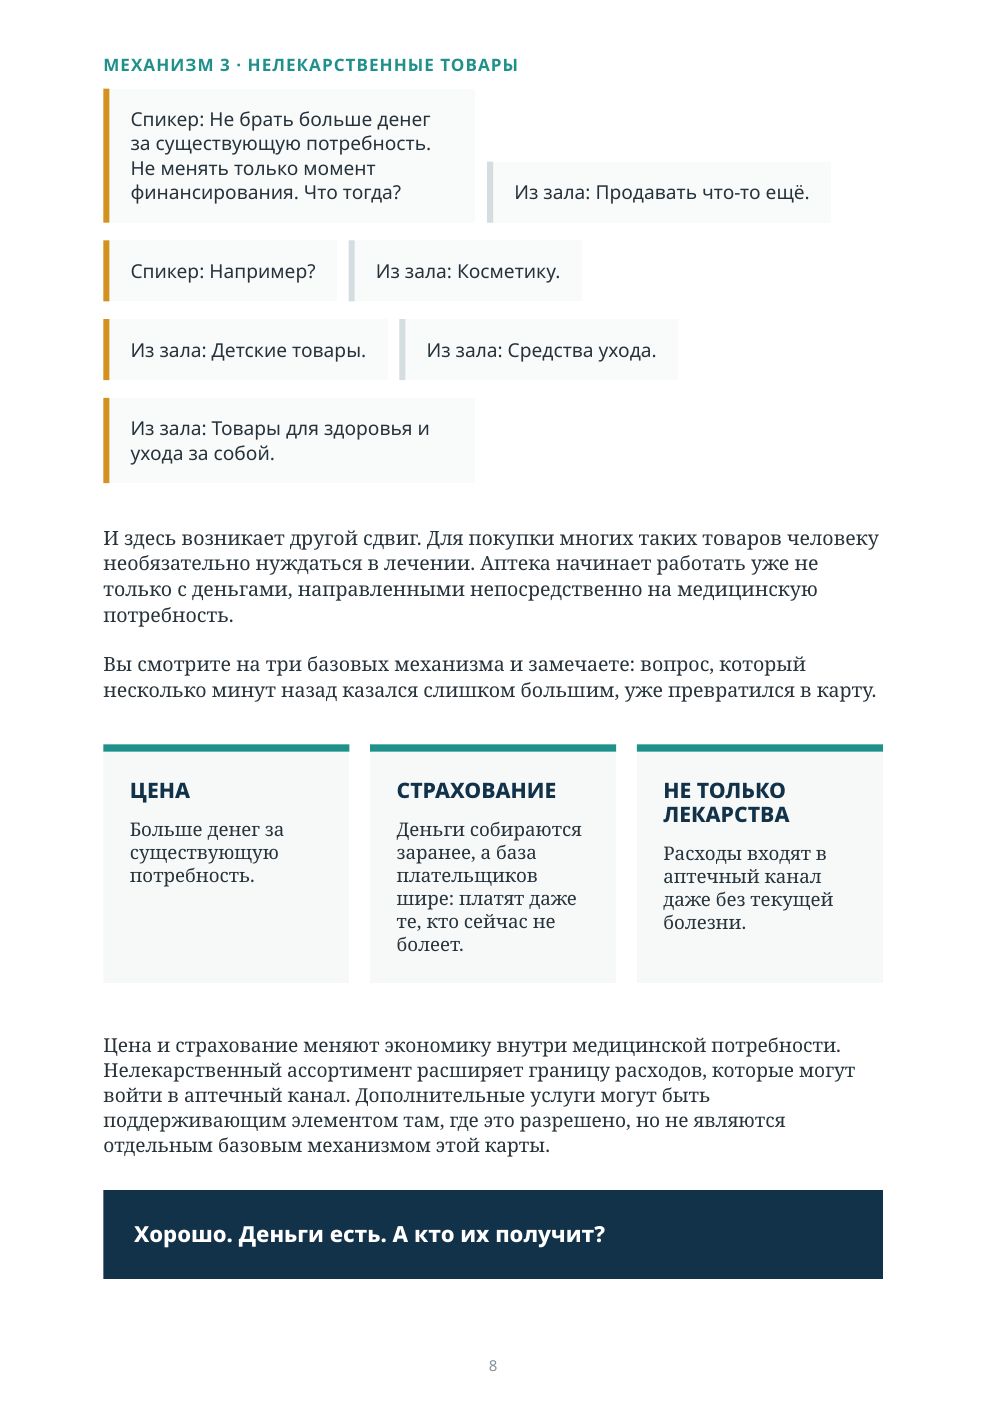 МЕХАНИЗМ 3 · НЕЛЕКАРСТВЕННЫЕ ТОВАРЫ
Спикер: Не брать больше денег
за существующую потребность.
Не менять только момент
финансирования. Что тогда?
Из зала: Продавать что-то ещё.
Спикер: Например?
Из зала: Косметику.
Из зала: Детские товары.
Из зала: Средства ухода.
Из зала: Товары для здоровья и
ухода за собой.
И здесь возникает другой сдвиг. Для покупки многих таких товаров человеку
необязательно нуждаться в лечении. Аптека начинает работать уже не
только с деньгами, направленными непосредственно на медицинскую
потребность.
Вы смотрите на три базовых механизма и замечаете: вопрос, который
несколько минут назад казался слишком большим, уже превратился в карту.
ЦЕНА
Больше денег за
существующую
потребность.
СТРАХОВАНИЕ
Деньги собираются
заранее, а база
плательщиков
шире: платят даже
те, кто сейчас не
болеет.
НЕ ТОЛЬКО
ЛЕКАРСТВА
Расходы входят в
аптечный канал
даже без текущей
болезни.
Цена и страхование меняют экономику внутри медицинской потребности.
Нелекарственный ассортимент расширяет границу расходов, которые могут
войти в аптечный канал. Дополнительные услуги могут быть
поддерживающим элементом там, где это разрешено, но не являются
отдельным базовым механизмом этой карты.
Хорошо. Деньги есть. А кто их получит?
8